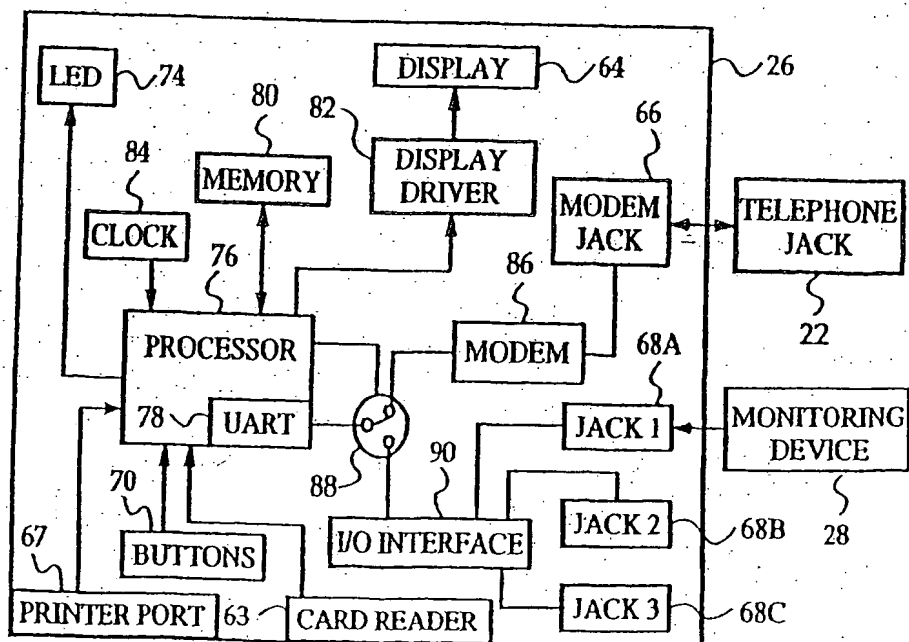 LED
74
DISPLAY
64
26
80
82
66
84
MEMORY
DISPLAY
DRIVER
MODEM
JACK
TELEPHONE
JACK
CLOCK
76
86
22
PROCESSOR
MODEM
68A
78
UART
JACK 1
MONITORING
DEVICE
88
90
70
I/O INTERFACE
JACK 2
68B
28
67
BUTTONS
PRINTER PORT
63
CARD READER
JACK 3
68C